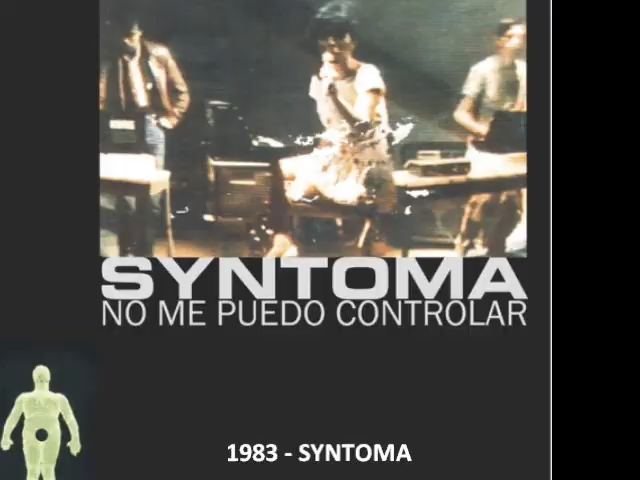 SYNTOMA
NO ME PUEDO CONTROLAR
1983 - SYNTOMA